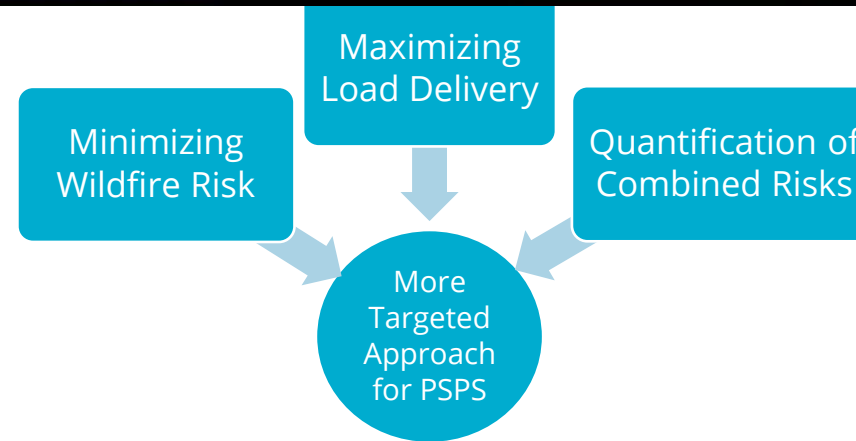 Maximizing
Load Delivery
Minimizing
Wildfire Risk
Quantification of
Combined Risks
More
Targeted
Approach
for PSPS